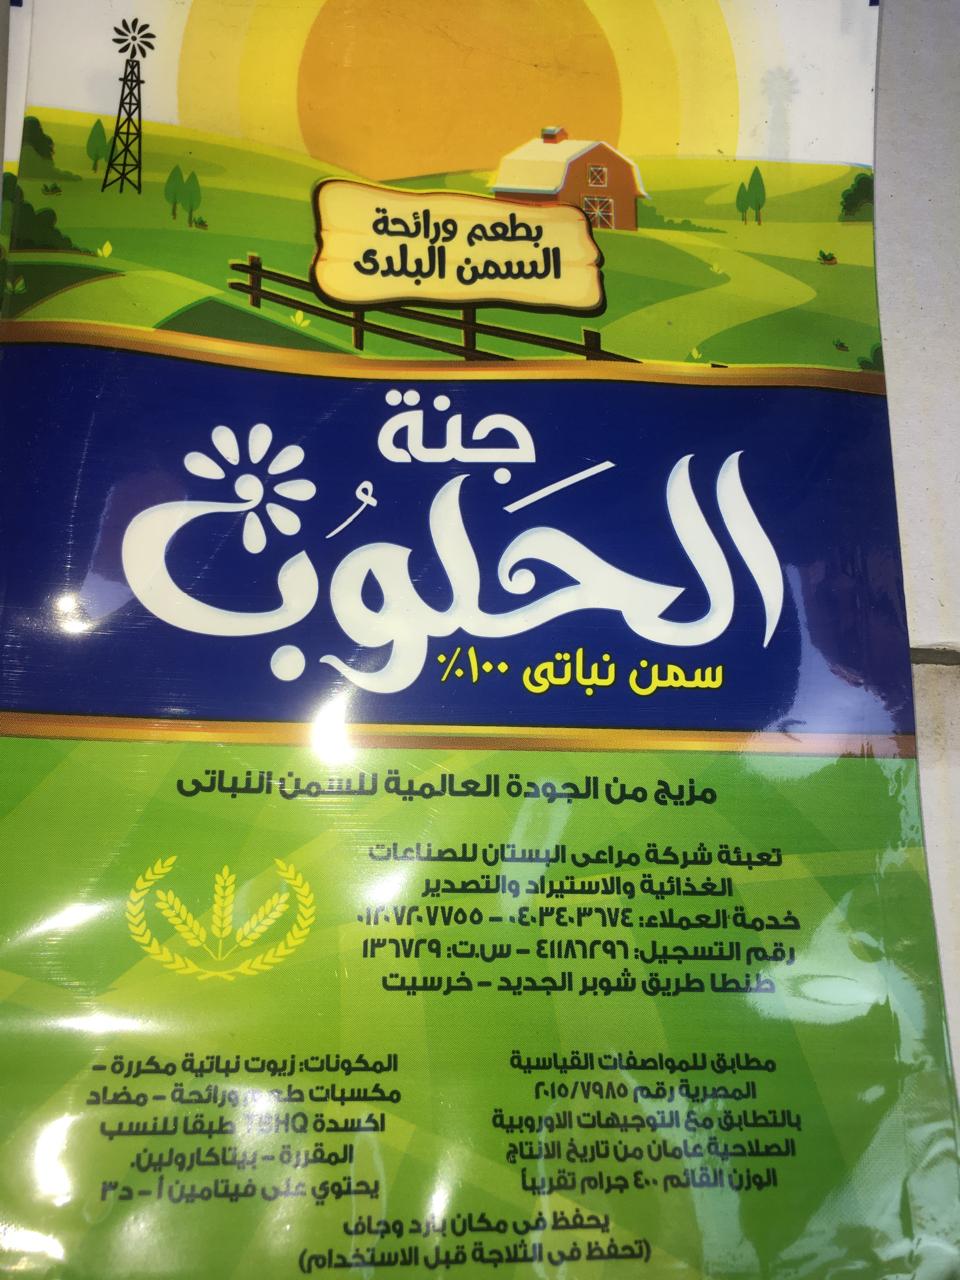 بطعم ورائحة
السمن البلدى
جنة
الحلوب
سمن نباتى ١٠٠٪
مزيج من الجودة العالمية للسمن النباتى
تعبئة شركة مراعى البستان للصناعات
الغذائية والاستيراد والتصدير
خدمة العملاء: ٠٤٠٣٤٠٣٦٧٤ - ٠١٢٠٧٢٠٧٧٥٥
رقم التسجيل: ٤١١٨٦٢٩٦ - س.ت: ١٣٦٧٢٩
طنطا طريق شوبر الجديد - خرسيت
مطابق للمواصفات القياسية
المصرية رقم ٢٠١٥/٧٩٨٥
بالتطابق مع التوجيهات الاوروبية
الصلاحية عامان من تاريخ الانتاج
الوزن القائم ٤٠٠ جرام تقريباً
المكونات: زيوت نباتية مكررة -
مكسبات طعم ورائحة - مضاد
اكسدة TBHQ طبقا للنسب
المقررة - بيتاكارولين.
يحتوي على فيتامين أ - د٣
يحفظ فى مكان بارد وجاف
(تحفظ فى الثلاجة قبل الاستخدام)